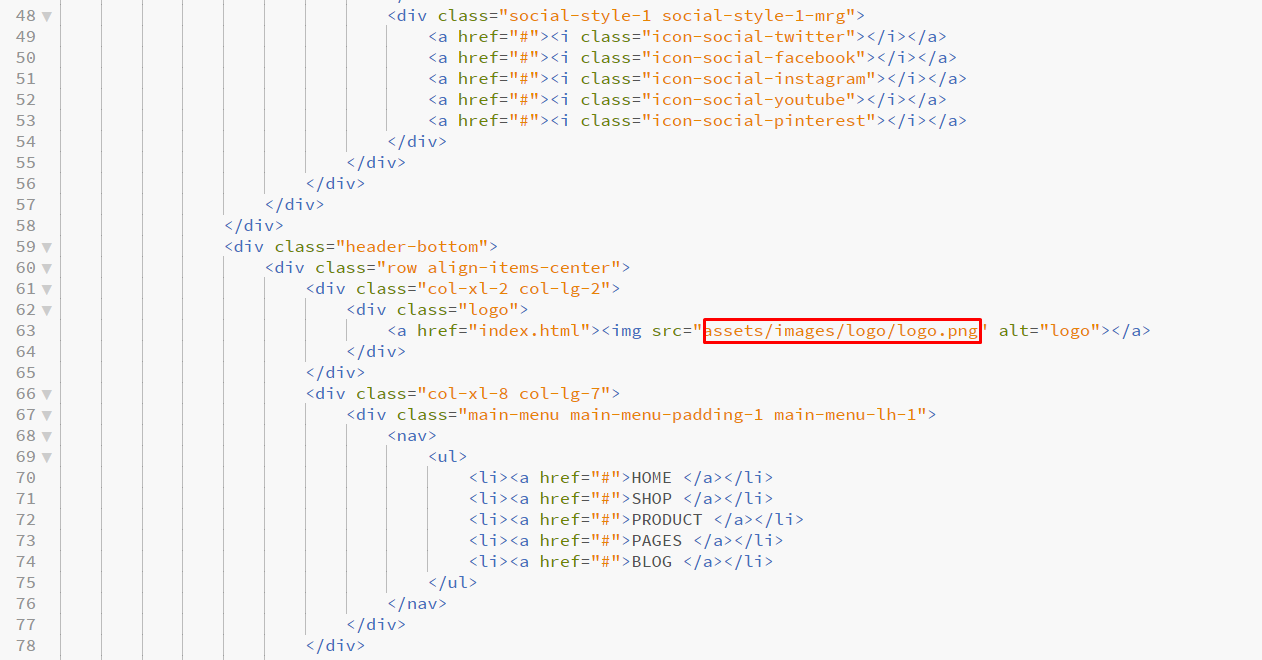 48 <div class="social-style-1 social-style-1-mrg">
49 <a href="#"><i class="icon-social-twitter"></i></a>
50 <a href="#"><i class="icon-social-facebook"></i></a>
51 <a href="#"><i class="icon-social-instagram"></i></a>
52 <a href="#"><i class="icon-social-youtube"></i></a>
53 <a href="#"><i class="icon-social-pinterest"></i></a>
54 </div>
55 </div>
56 </div>
57 </div>
58 </div>
59 <div class="header-bottom">
60 <div class="row align-items-center">
61 <div class="col-xl-2 col-lg-2">
62 <div class="logo">
63 <a href="index.html"><img src="assets/images/logo/logo.png" alt="logo"></a>
64 </div>
65 </div>
66 <div class="col-xl-8 col-lg-7">
67 <div class="main-menu main-menu-padding-1 main-menu-lh-1">
68 <nav>
69 <ul>
70 <li><a href="#">HOME </a></li>
71 <li><a href="#">SHOP </a></li>
72 <li><a href="#">PRODUCT </a></li>
73 <li><a href="#">PAGES </a></li>
74 <li><a href="#">BLOG </a></li>
75 </ul>
76 </nav>
77 </div>
78 </div>